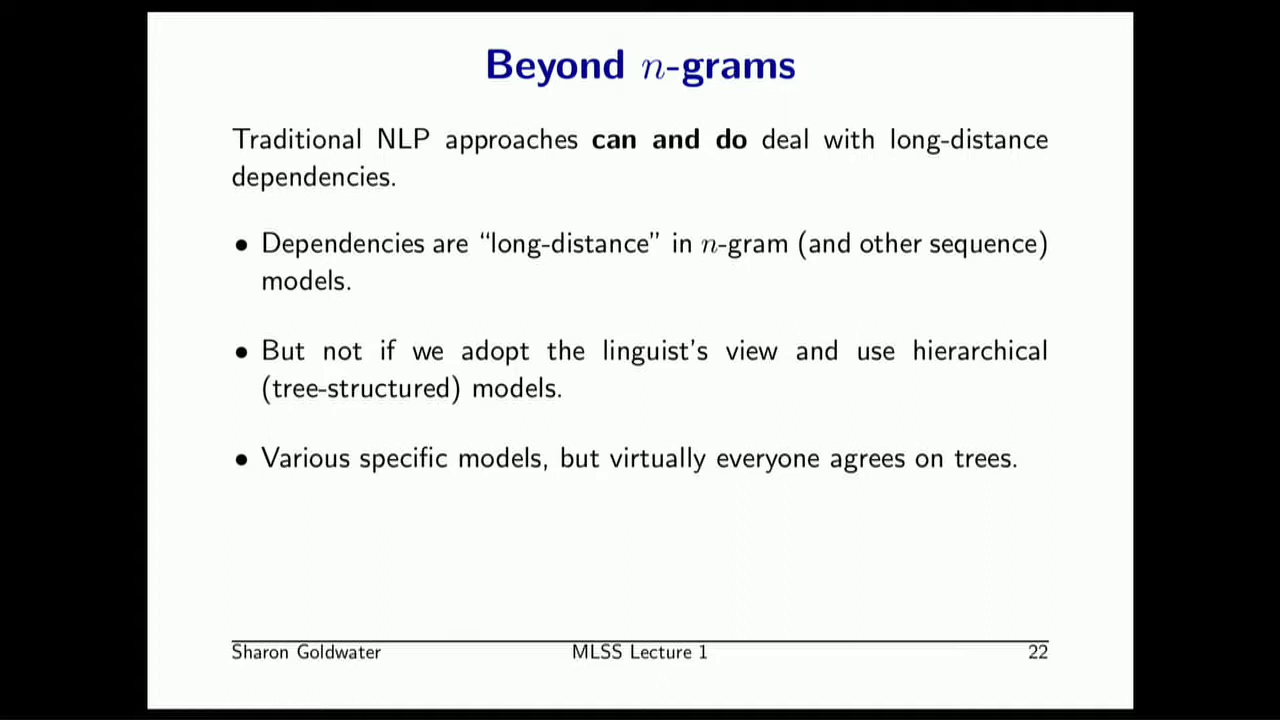 Beyond n-grams
Traditional NLP approaches can and do deal with long-distance
dependencies.
• Dependencies are “long-distance” in n-gram (and other sequence)
models.
• But not if we adopt the linguist’s view and use hierarchical
(tree-structured) models.
• Various specific models, but virtually everyone agrees on trees.
Sharon Goldwater MLSS Lecture 1 22